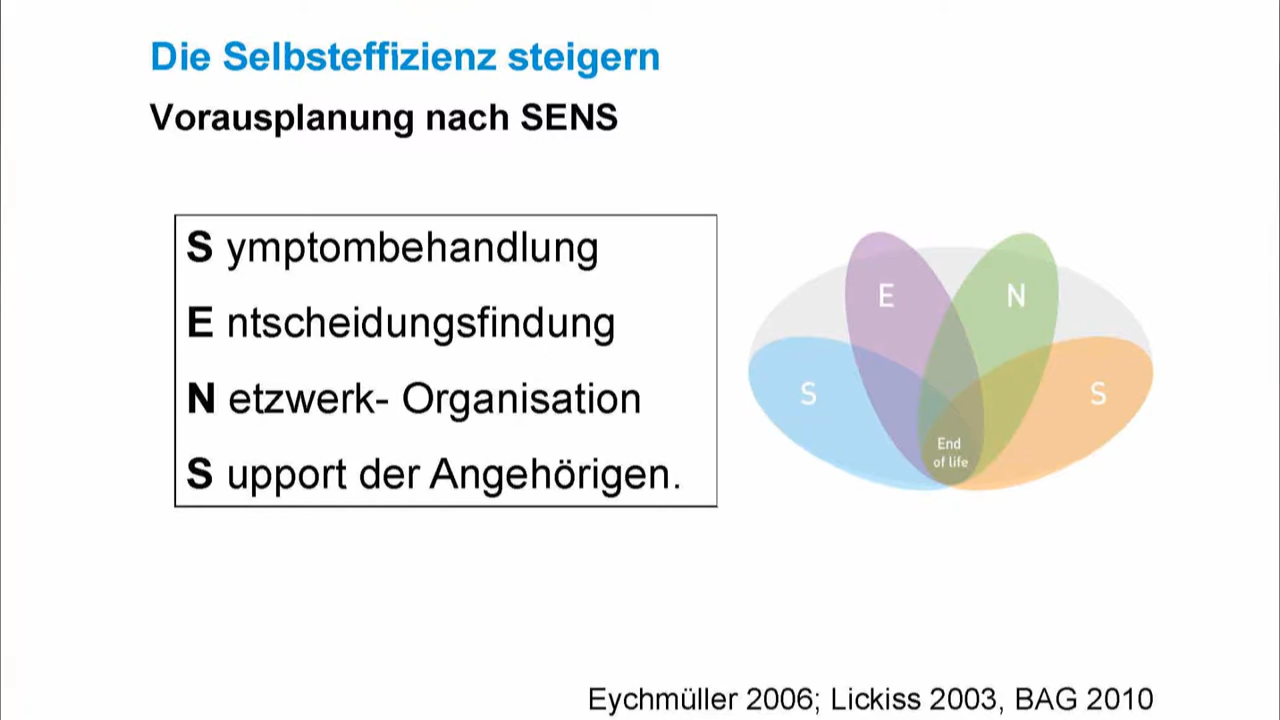 Die Selbsteffizienz steigern
Vorausplanung nach SENS
S ymptombehandlung
E ntscheidungsfindung
N etzwerk- Organisation
S upport der Angehörigen.
E
N
S
S
End
of life
Eychmüller 2006; Lickiss 2003, BAG 2010